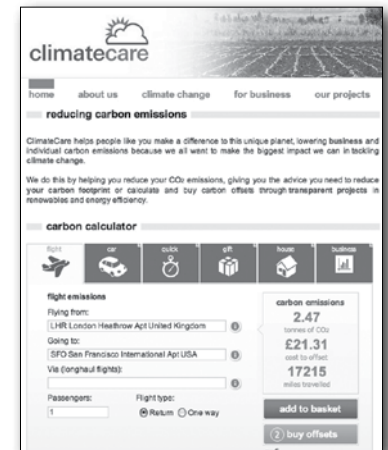 climatecare
home about us climate change for business our projects
reducing carbon emissions
ClimateCare helps people like you make a difference to this unique planet, lowering business and
individual carbon emissions because we all want to make the biggest impact we can in tackling
climate change.
We do this by helping you reduce your CO₂ emissions, giving you the advice you need to reduce
your carbon footprint or calculate and buy carbon offsets through transparent projects in
renewables and energy efficiency.
carbon calculator
flight car quick gift house business
flight emissions
Flying from:
LHR London Heathrow Apt United Kingdom
Going to:
SFO San Francisco International Apt USA
Via (longhaul flights):
Passengers: Flight type:
1 Return One way
carbon emissions
2.47
tonnes of CO₂
£21.31
cost to offset
17215
miles travelled
add to basket
2 buy offsets